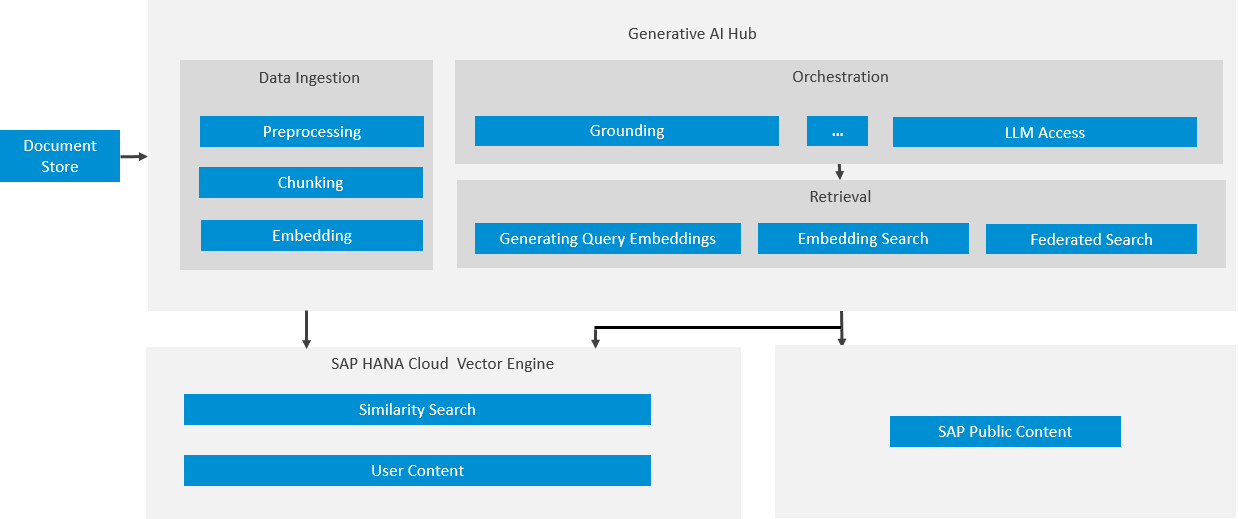 Generative AI Hub
Document
Store
Data Ingestion
Preprocessing
Chunking
Embedding
Orchestration
Grounding
...
LLM Access
Retrieval
Generating Query Embeddings
Embedding Search
Federated Search
SAP HANA Cloud  Vector Engine
Similarity Search
User Content
SAP Public Content